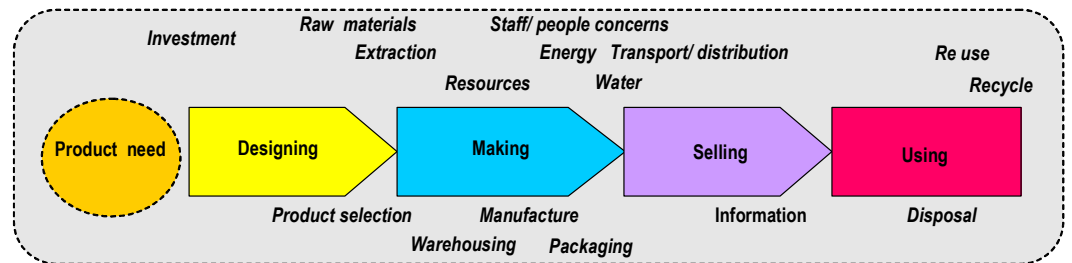 Raw materials
Staff/ people concerns
Investment
Extraction
Energy
Transport/ distribution
Re use
Resources
Water
Recycle
Product need
Designing
Making
Selling
Using
Product selection
Manufacture
Information
Disposal
Warehousing
Packaging